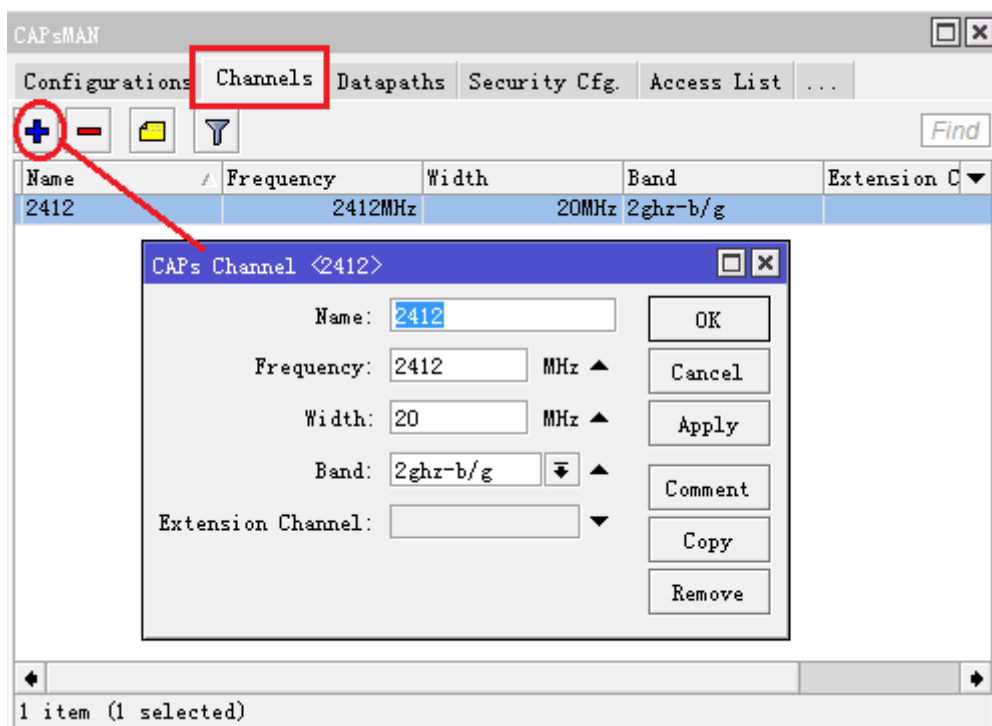 CAPsMAN
Configurations Channels Datapaths Security Cfg. Access List ...
Find
Name Frequency Width Band Extension C
2412 2412MHz 20MHz 2ghz-b/g
CAPs Channel <2412>
Name: 2412 OK
Frequency: 2412 MHz Cancel
Width: 20 MHz Apply
Band: 2ghz-b/g
Comment
Extension Channel:
Copy
Remove
1 item (1 selected)